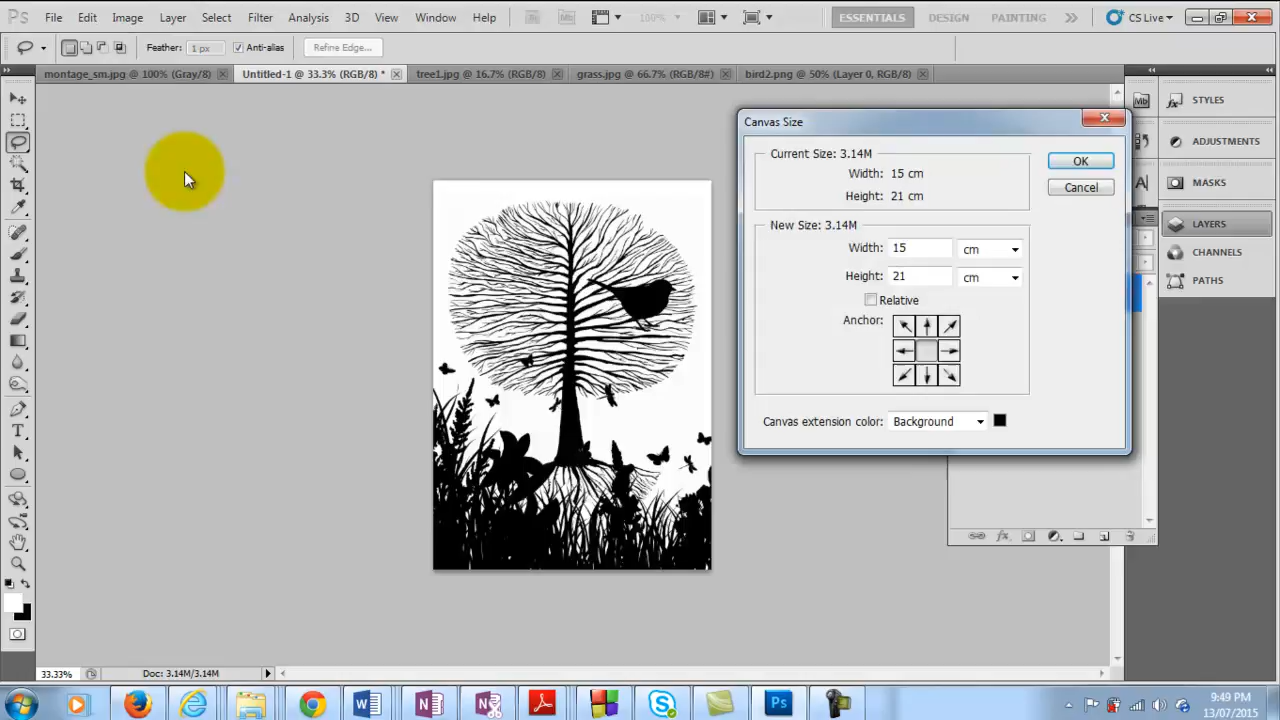 Ps File Edit Image Layer Select Filter Analysis 3D View Window Help Br Mb 100% ESSENTIALS DESIGN PAINTING CS Live
Feather: 1 px Anti-alias Refine Edge...
montage_sm.jpg @ 100% (Gray/8) Untitled-1 @ 33.3% (RGB/8) * tree1.jpg @ 16.7% (RGB/8) grass.jpg @ 66.7% (RGB/8#) bird2.png @ 50% (Layer 0, RGB/8)
Mb STYLES
ADJUSTMENTS
A MASKS
LAYERS
CHANNELS
PATHS
Canvas Size
Current Size: 3.14M
Width: 15 cm
Height: 21 cm
OK
Cancel
New Size: 3.14M
Width: 15 cm
Height: 21 cm
Relative
Anchor:
Canvas extension color: Background
T
33.33% Doc: 3.14M/3.14M
W N N Ps
9:49 PM
13/07/2015